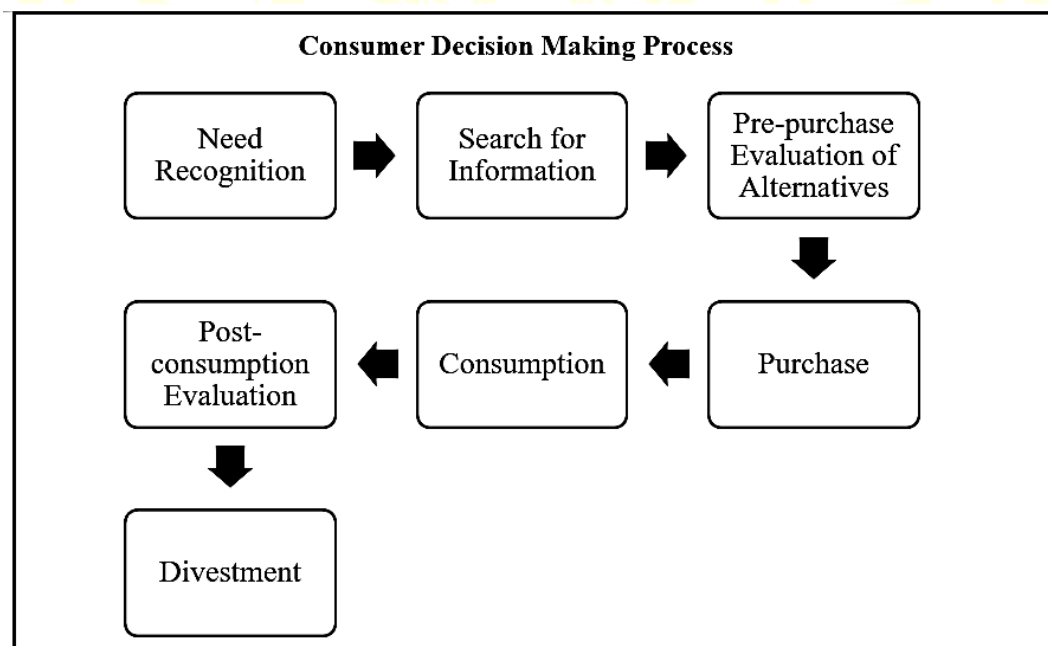 Consumer Decision Making Process
Need
Recognition
Search for
Information
Pre-purchase
Evaluation of
Alternatives
Purchase
Consumption
Post-
consumption
Evaluation
Divestment